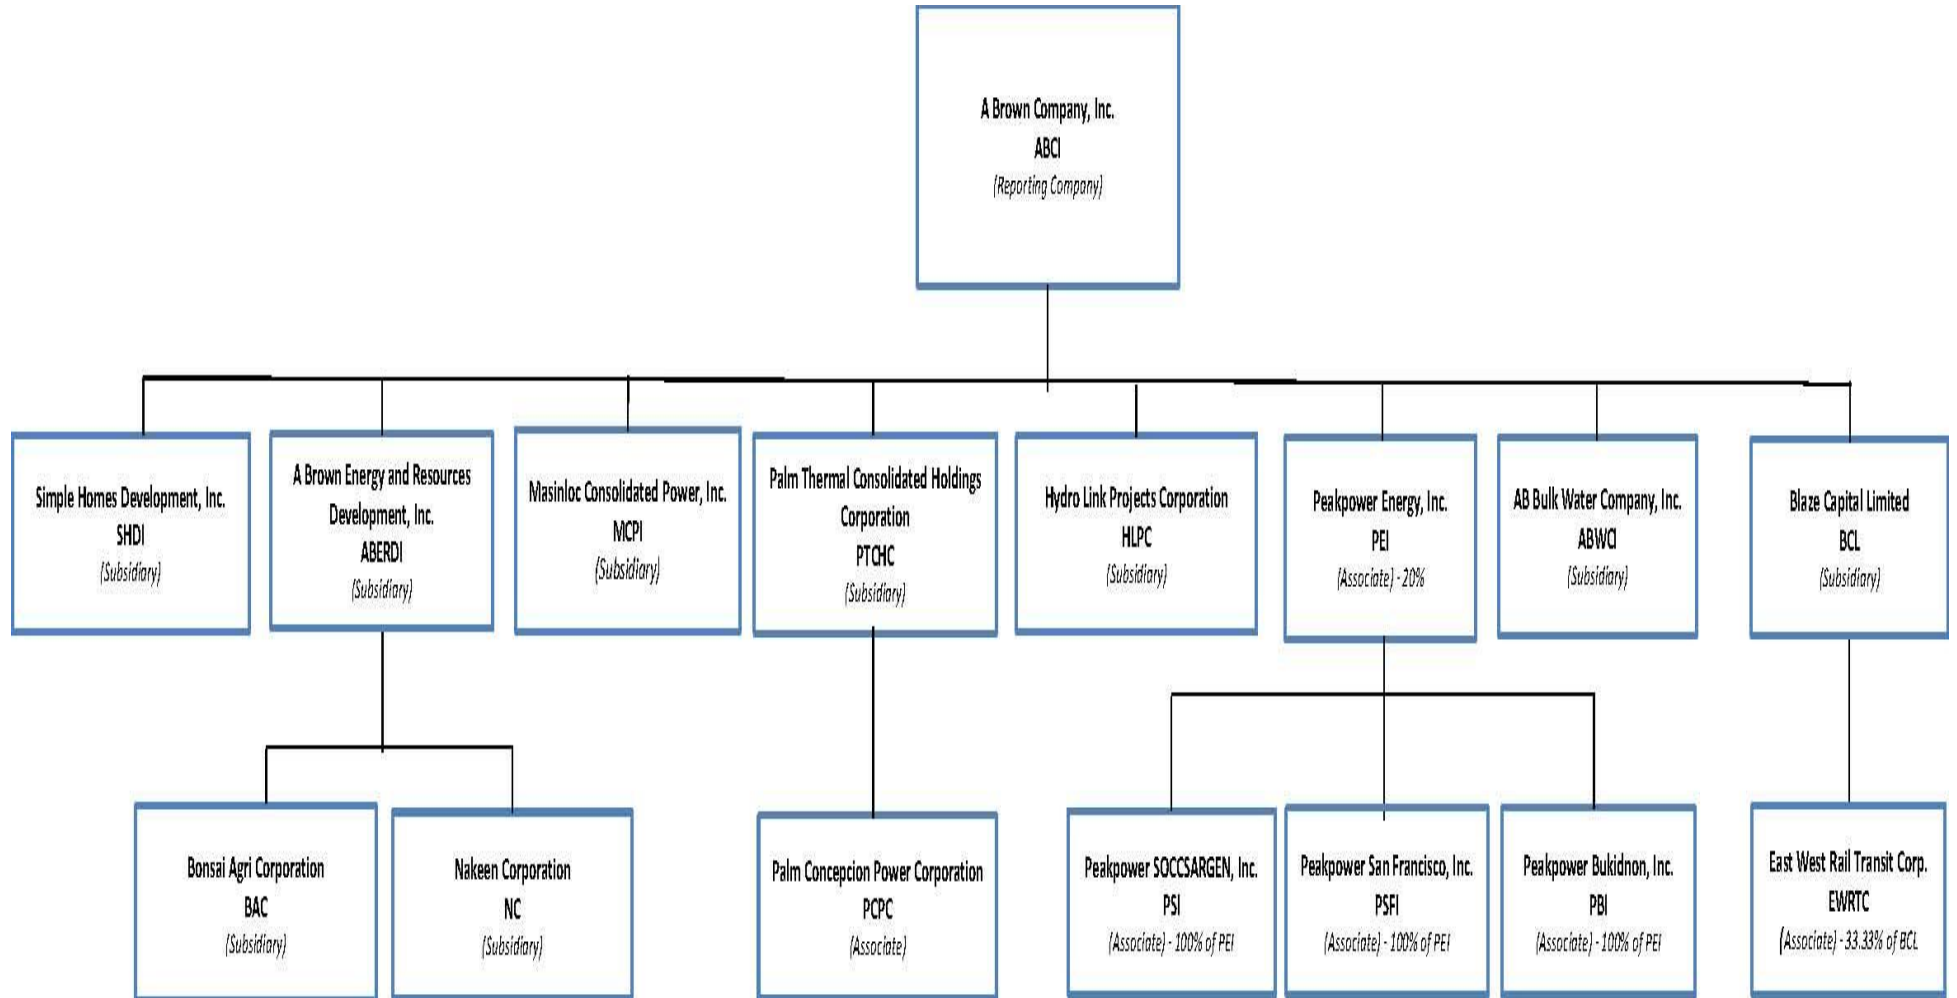 A Brown Company, Inc.
ABCI
(Reporting Company)
Simple Homes Development, Inc.
SHDI
(Subsidiary)
A Brown Energy and Resources
Development, Inc.
ABERDI
(Subsidiary)
Masinloc Consolidated Power, Inc.
MCPI
(Subsidiary)
Palm Thermal Consolidated Holdings
Corporation
PTCHC
(Subsidiary)
Hydro Link Projects Corporation
HLPC
(Subsidiary)
Peakpower Energy, Inc.
PEI
(Associate) - 20%
AB Bulk Water Company, Inc.
ABWCI
(Subsidiary)
Blaze Capital Limited
BCL
(Subsidiary)
Bonsai Agri Corporation
BAC
(Subsidiary)
Nakeen Corporation
NC
(Subsidiary)
Palm Concepcion Power Corporation
PCPC
(Associate)
Peakpower SOCCSARGEN, Inc.
PSI
(Associate) - 100% of PEI
Peakpower San Francisco, Inc.
PSFI
(Associate) - 100% of PEI
Peakpower Bukidnon, Inc.
PBI
(Associate) - 100% of PEI
East West Rail Transit Corp.
EWRTC
(Associate) - 33.33% of BCL